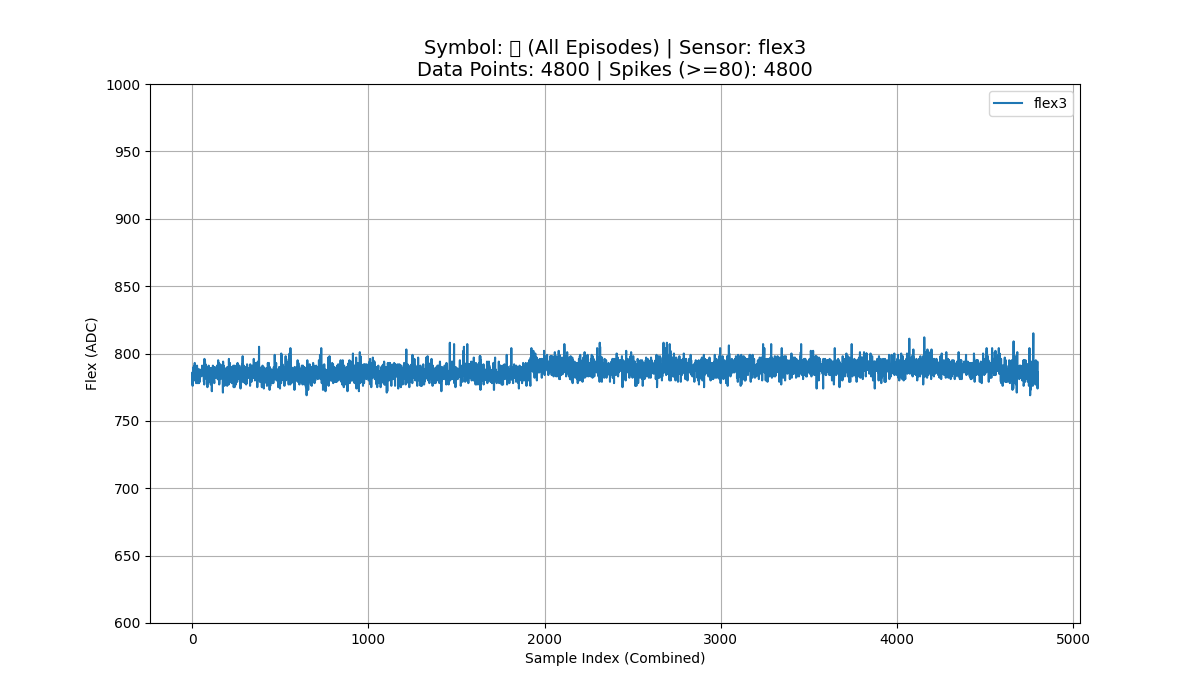 Symbol: ▯ (All Episodes) | Sensor: flex3
Data Points: 4800 | Spikes (>=80): 4800
flex3
1000
950
900
850
800
750
700
650
600
Flex (ADC)
0 1000 2000 3000 4000 5000
Sample Index (Combined)